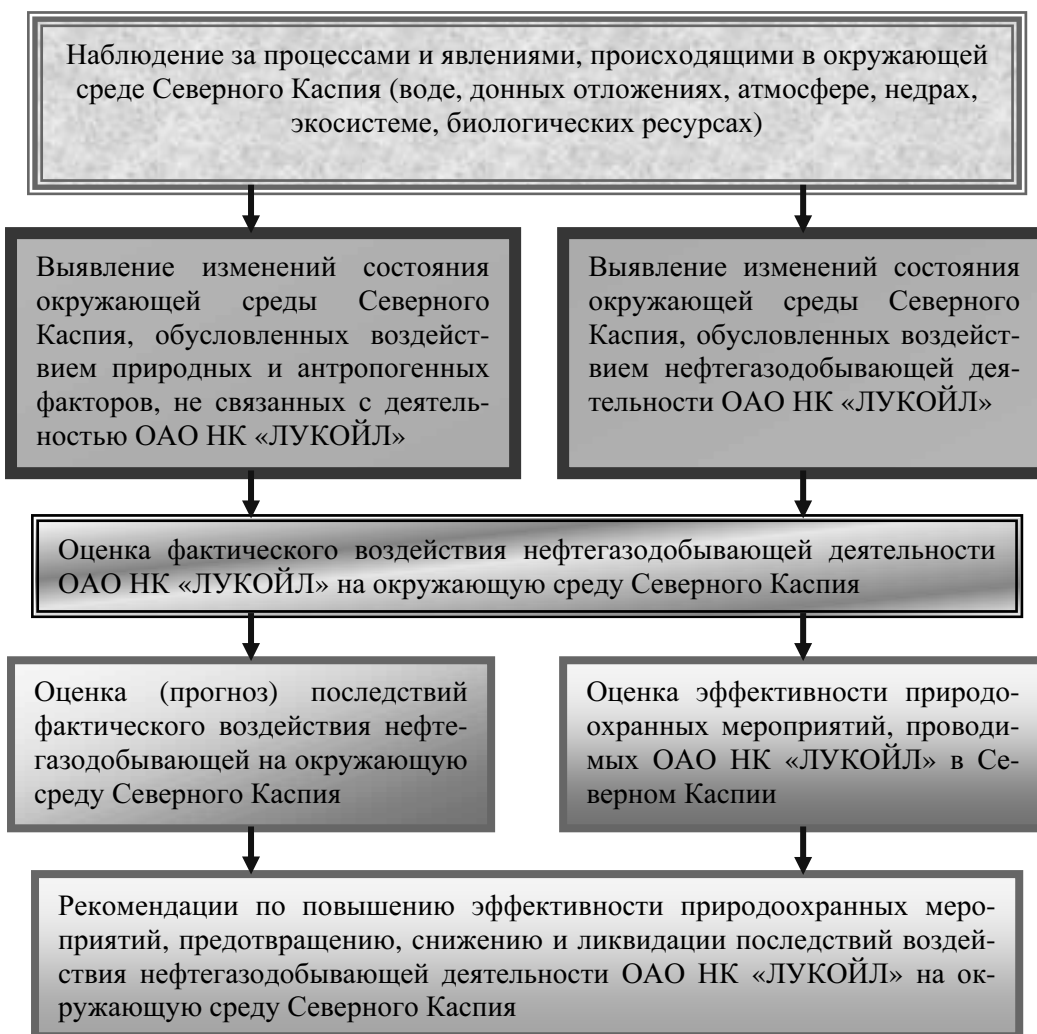 Наблюдение за процессами и явлениями, происходящими в окружающей
среде Северного Каспия (воде, донных отложениях, атмосфере, недрах,
экосистеме, биологических ресурсах)
Выявление изменений состояния
окружающей среды Северного
Каспия, обусловленных воздейст-
вием природных и антропогенных
факторов, не связанных с деятель-
ностью ОАО НК «ЛУКОЙЛ»
Выявление изменений состояния
окружающей среды Северного
Каспия, обусловленных воздейст-
вием нефтегазодобывающей дея-
тельности ОАО НК «ЛУКОЙЛ»
Оценка фактического воздействия нефтегазодобывающей деятельности
ОАО НК «ЛУКОЙЛ» на окружающую среду Северного Каспия
Оценка (прогноз) последствий
фактического воздействия нефте-
газодобывающей на окружающую
среду Северного Каспия
Оценка эффективности природо-
охранных мероприятий, проводи-
мых ОАО НК «ЛУКОЙЛ» в Се-
верном Каспии
Рекомендации по повышению эффективности природоохранных меро-
приятий, предотвращению, снижению и ликвидации последствий воздей-
ствия нефтегазодобывающей деятельности ОАО НК «ЛУКОЙЛ» на ок-
ружающую среду Северного Каспия